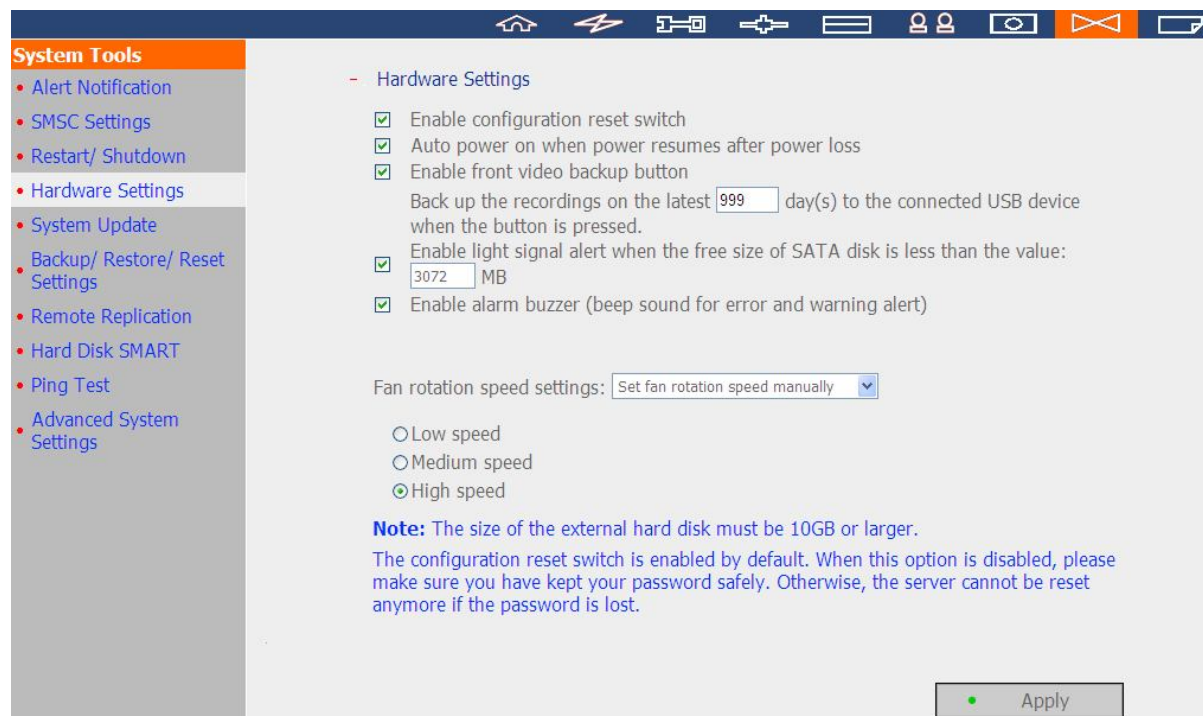 System Tools
Alert Notification
SMSC Settings
Restart/ Shutdown
Hardware Settings
System Update
Backup/ Restore/ Reset
Settings
Remote Replication
Hard Disk SMART
Ping Test
Advanced System
Settings
- Hardware Settings
Enable configuration reset switch
Auto power on when power resumes after power loss
Enable front video backup button
Back up the recordings on the latest 999 day(s) to the connected USB device
when the button is pressed.
Enable light signal alert when the free size of SATA disk is less than the value:
3072 MB
Enable alarm buzzer (beep sound for error and warning alert)
Fan rotation speed settings: Set fan rotation speed manually
Low speed
Medium speed
High speed
Note: The size of the external hard disk must be 10GB or larger.
The configuration reset switch is enabled by default. When this option is disabled, please
make sure you have kept your password safely. Otherwise, the server cannot be reset
anymore if the password is lost.
Apply